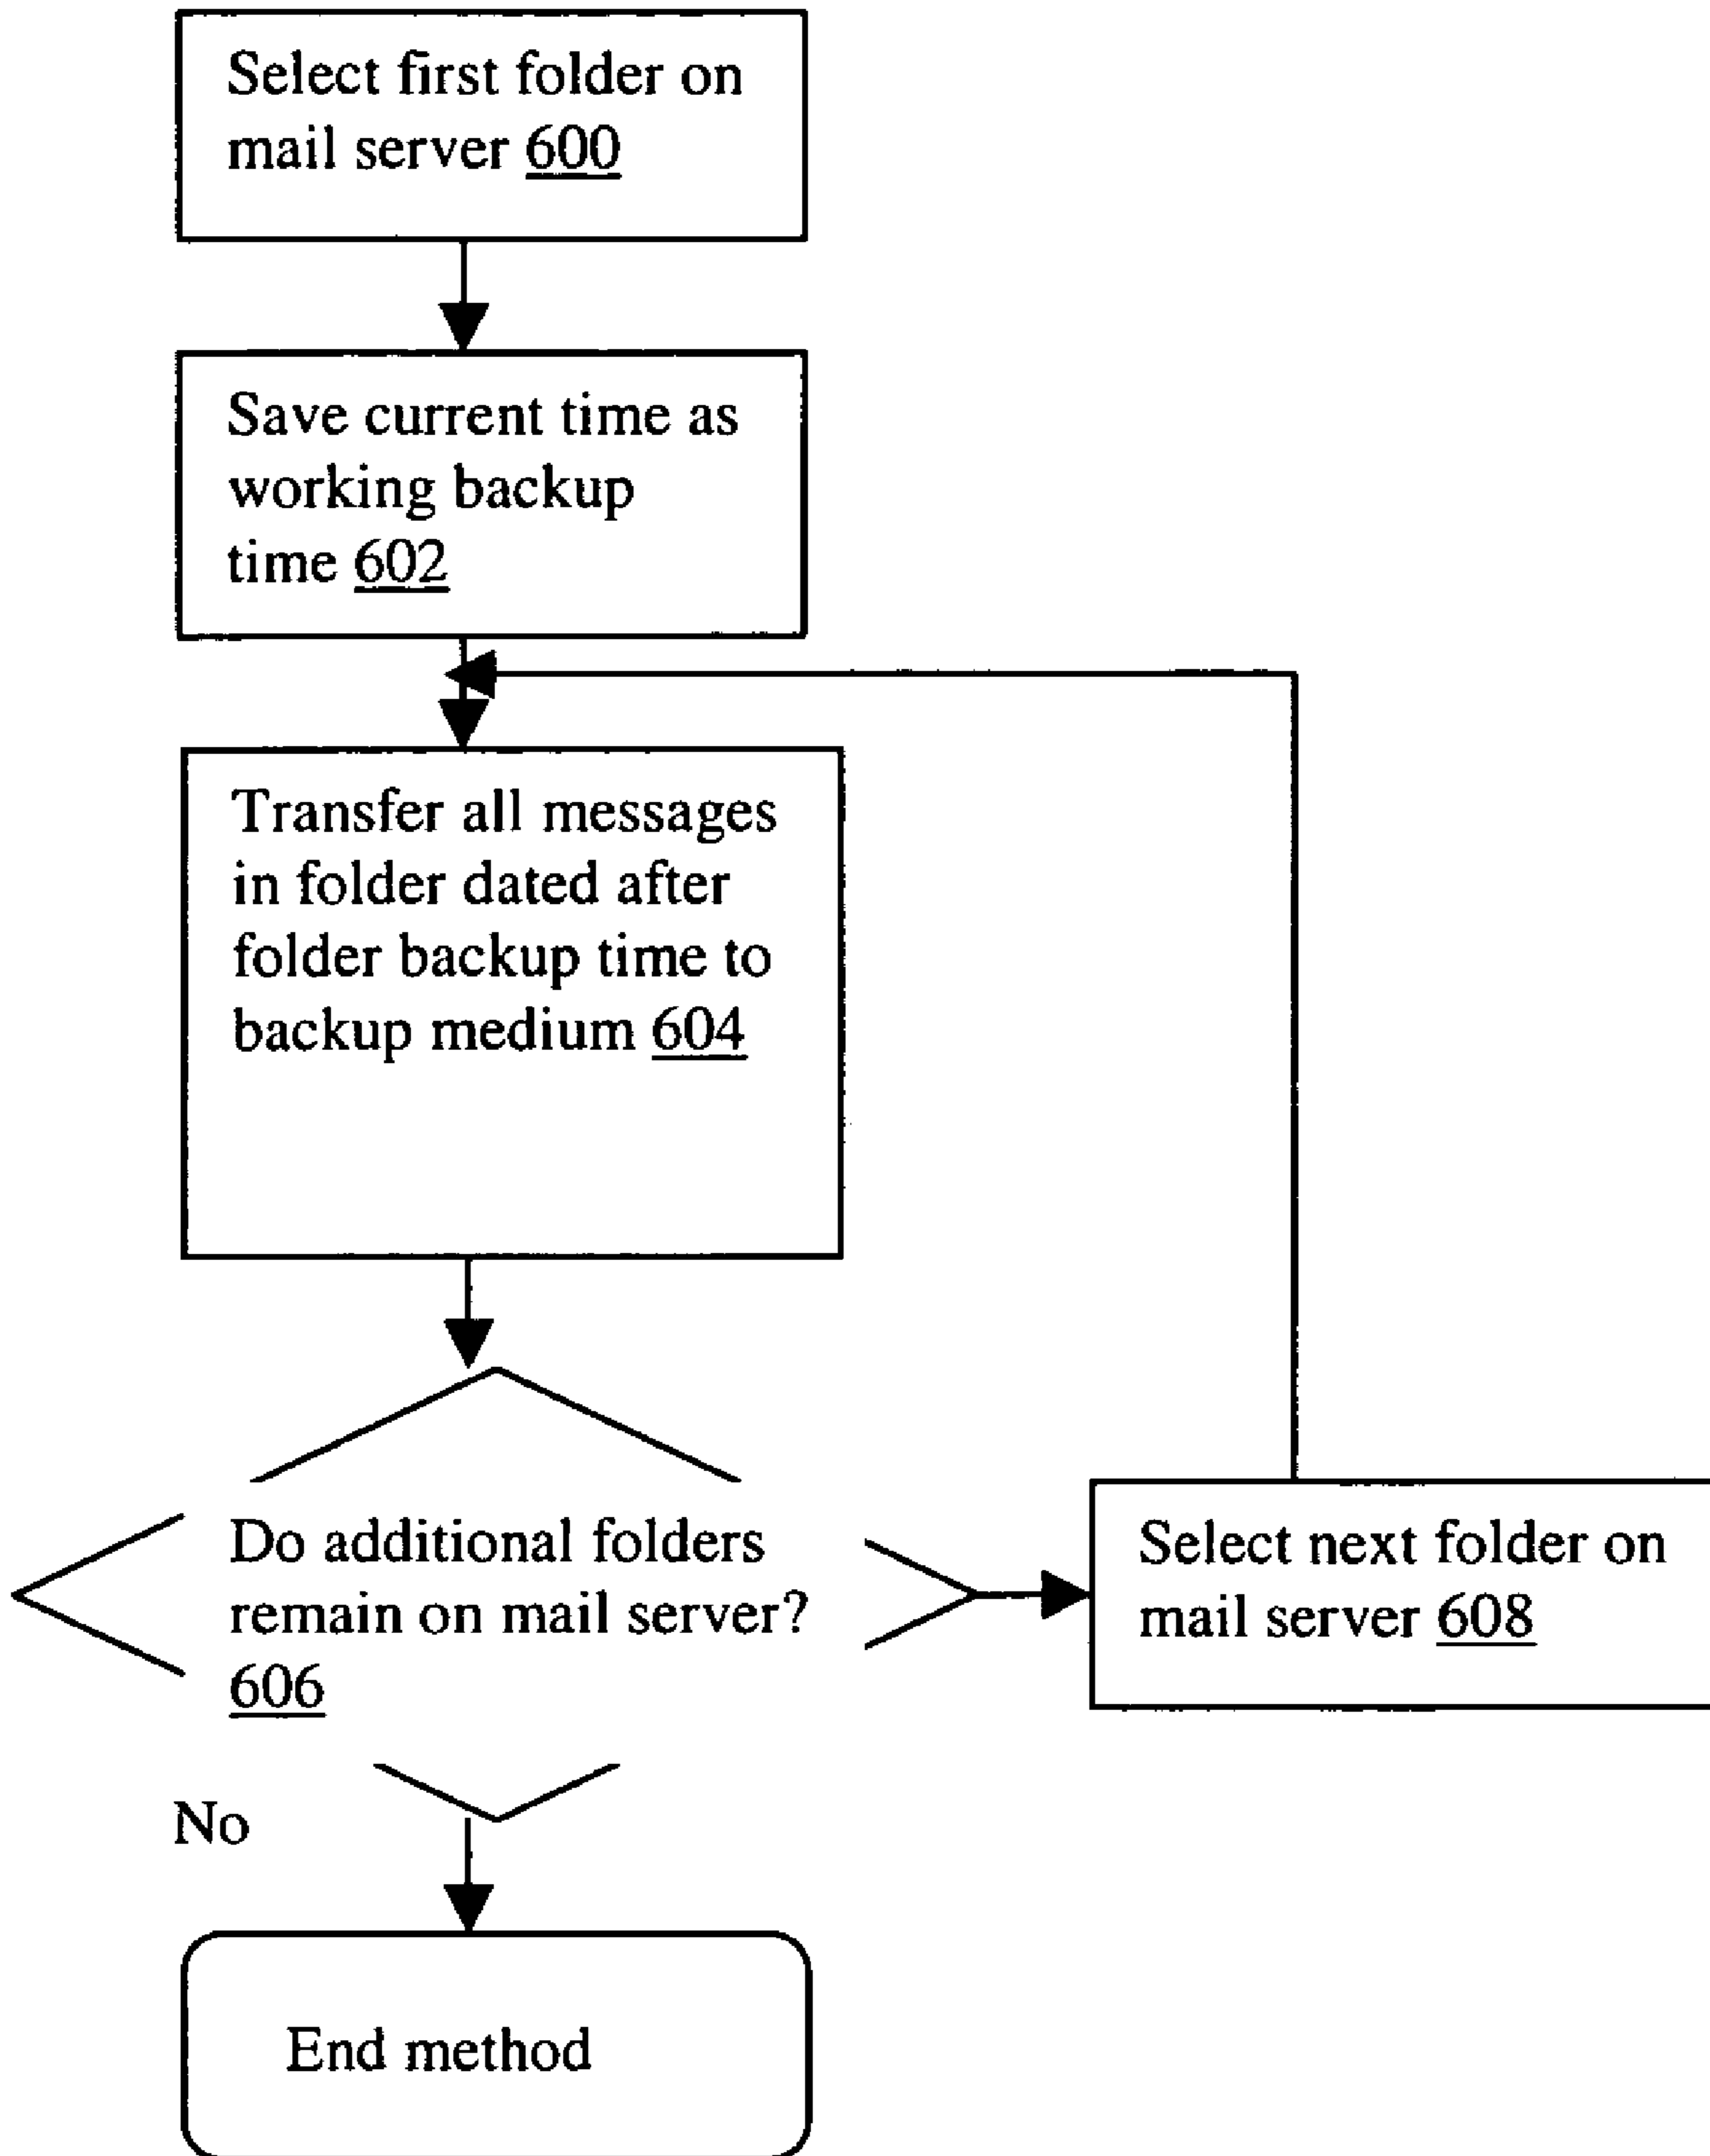 Select first folder on
mail server 600
Save current time as
working backup
time 602
Transfer all messages
in folder dated after
folder backup time to
backup medium 604
Do additional folders
remain on mail server?
606
Select next folder on
mail server 608
No
End method